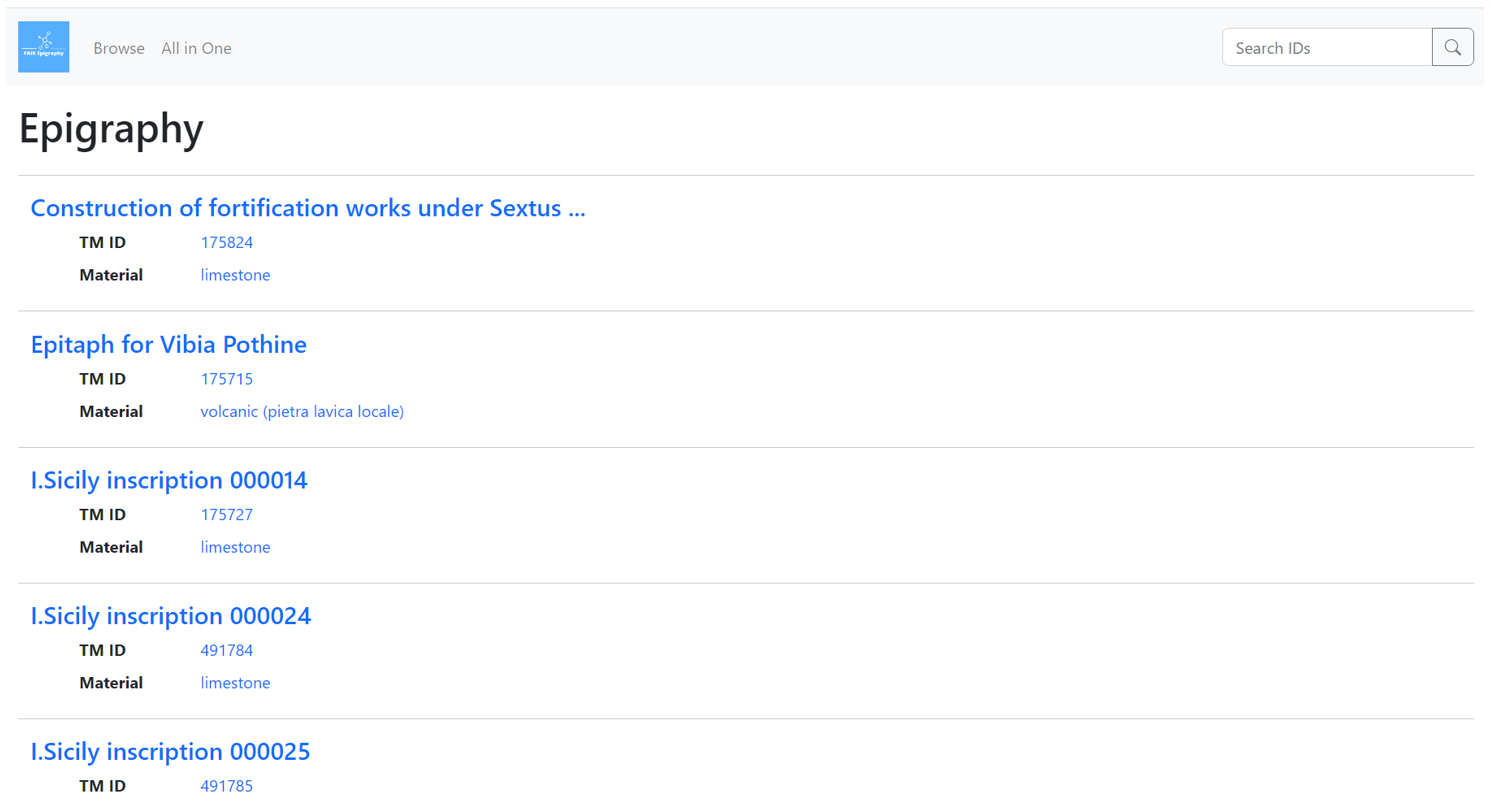 FAIR Epigraphy
Browse All in One
Search IDs
Epigraphy
Construction of fortification works under Sextus ...
TM ID 175824
Material limestone
Epitaph for Vibia Pothine
TM ID 175715
Material volcanic (pietra lavica locale)
I.Sicily inscription 000014
TM ID 175727
Material limestone
I.Sicily inscription 000024
TM ID 491784
Material limestone
I.Sicily inscription 000025
TM ID 491785